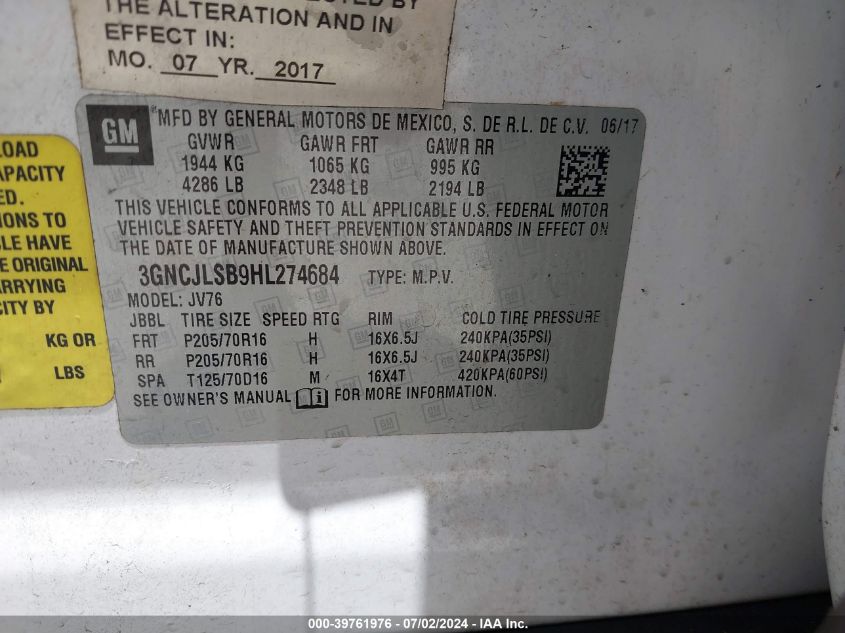 THE ALTERATION AND IN
EFFECT IN:
MO. 07 YR. 2017
GM
MFD BY GENERAL MOTORS DE MEXICO, S. DE R.L. DE C.V. 06/17
GVWR GAWR FRT GAWR RR
1944 KG 1065 KG 995 KG
4286 LB 2348 LB 2194 LB
THIS VEHICLE CONFORMS TO ALL APPLICABLE U.S. FEDERAL MOTOR
VEHICLE SAFETY AND THEFT PREVENTION STANDARDS IN EFFECT ON
THE DATE OF MANUFACTURE SHOWN ABOVE.
3GNCJLSB9HL274684 TYPE: M.P.V.
MODEL: JV76
JBBL TIRE SIZE SPEED RTG RIM COLD TIRE PRESSURE
FRT P205/70R16 H 16X6.5J 240KPA(35PSI)
RR P205/70R16 H 16X6.5J 240KPA(35PSI)
SPA T125/70D16 M 16X4T 420KPA(60PSI)
SEE OWNER'S MANUAL FOR MORE INFORMATION.
LOAD
CAPACITY
IONS TO
LE HAVE
E ORIGINAL
ARRYING
CITY BY
KG OR
LBS
000-39761976 - 07/02/2024 - IAA Inc.